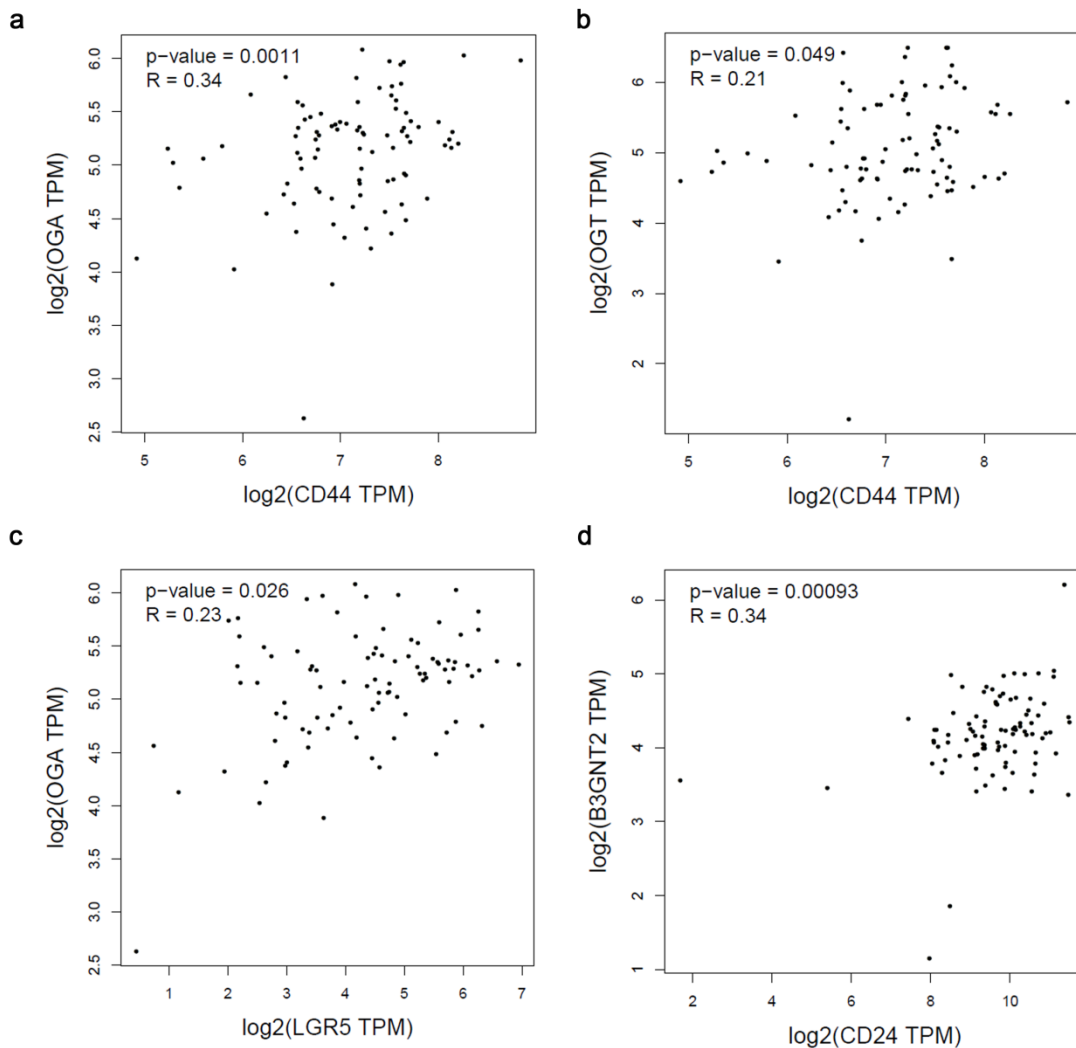 a
p−value = 0.0011
R = 0.34
log2(OGA TPM)
2.5 3.0 3.5 4.0 4.5 5.0 5.5 6.0
5 6 7 8
log2(CD44 TPM)
b
p−value = 0.049
R = 0.21
log2(OGT TPM)
2 3 4 5 6
5 6 7 8
log2(CD44 TPM)
c
p−value = 0.026
R = 0.23
log2(OGA TPM)
2.5 3.0 3.5 4.0 4.5 5.0 5.5 6.0
1 2 3 4 5 6 7
log2(LGR5 TPM)
d
p−value = 0.00093
R = 0.34
log2(B3GNT2 TPM)
1 2 3 4 5 6
2 4 6 8 10
log2(CD24 TPM)